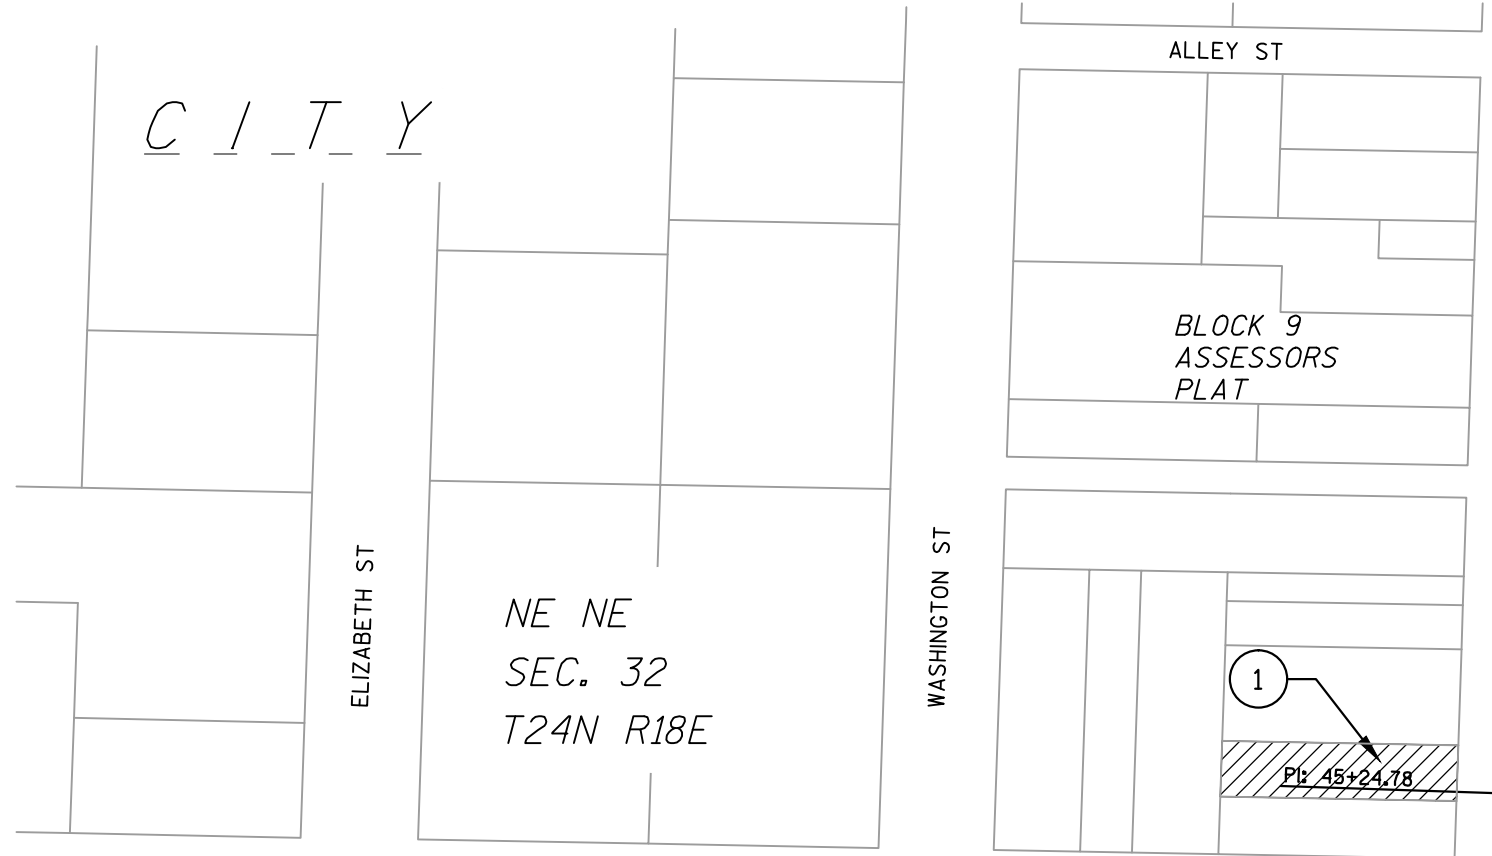 ALLEY ST
C I T Y
BLOCK 9
ASSESSORS
PLAT
ELIZABETH ST
WASHINGTON ST
NE NE
SEC. 32
T24N R18E
1
PI: 45+24.78